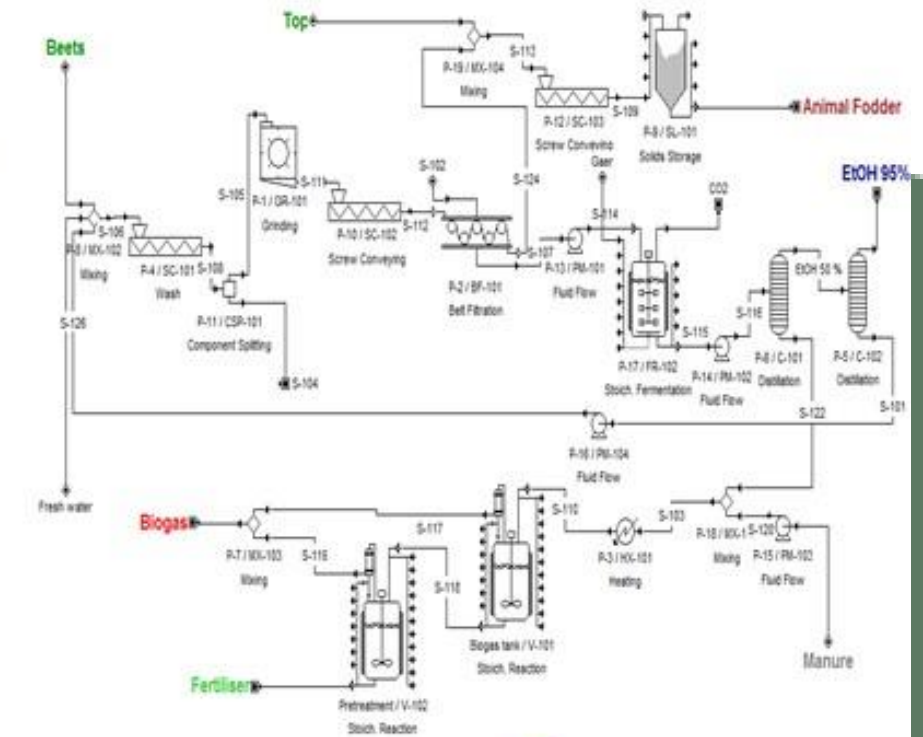 Top
Beets
S-112
P-19 / MX-104
Mixing
P-12 / SC-103
Screw Conveying
S-109
P-9 / SL-101
Solids Storage
Animal Fodder
Gaer
EtOH 95%
S-102
S-124
S-105
S-111
P-1 / GR-101
Grinding
S-114
CO2
S-106
P-4 / SC-101
Wash
S-108
P-10 / SC-102
Screw Conveying
S-112
S-107
P-13 / PM-101
Fluid Flow
P-2 / BF-101
Belt Filtration
EtOH 50 %
MX-102
Mixing
P-11 / CSP-101
Component Splitting
S-104
S-126
P-17 / FR-102
Stoich. Fermentation
S-115
P-14 / PM-102
Fluid Flow
S-116
C-101
Distillation
P-5 / C-102
Distillation
S-101
S-122
P-16 / PM-104
Fluid Flow
Fresh water
Biogas
P-7 / MX-103
Mixing
S-117
S-110
S-103
P-3 / HX-101
Heating
MX-1
Mixing
S-120
P-15 / PM-102
Fluid Flow
Biogas tank / V-101
Stoich. Reaction
Fertiliser
Pretreatment / V-102
Stoich. Reaction
Manure